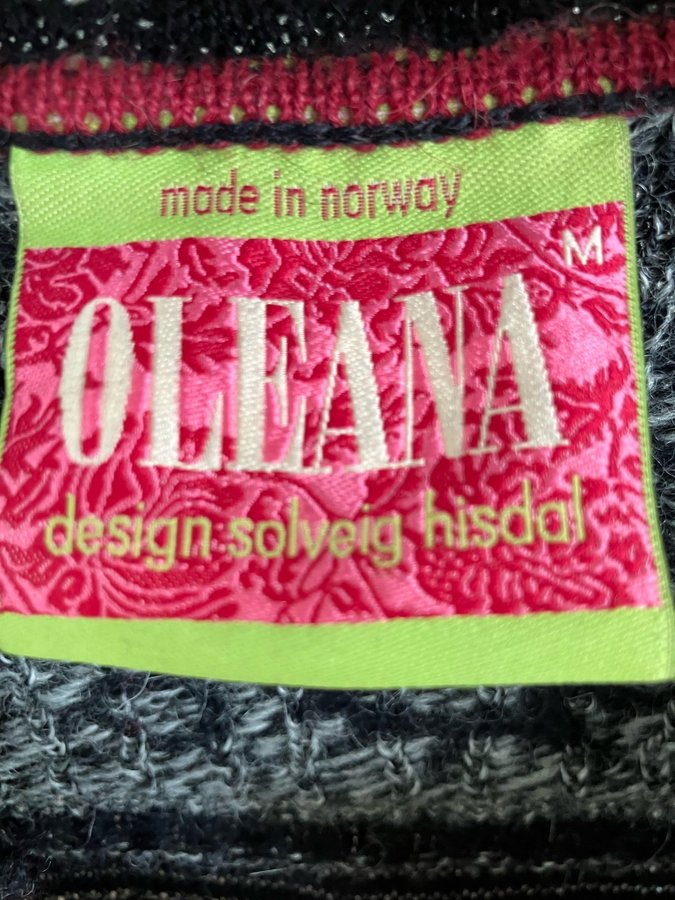 made in norway
M
OLEANA
design solveig hisdal